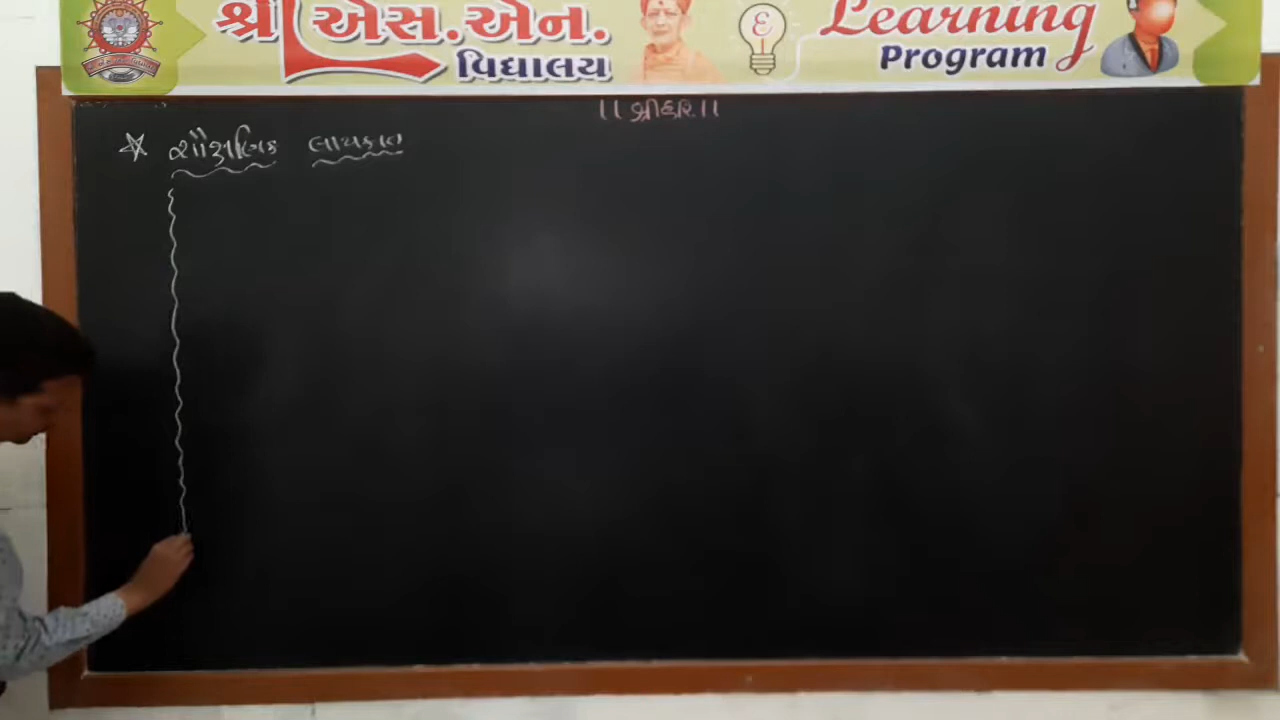 શ્રી એસ.એન. Learning
વિદ્યાલય Program
॥ શ્રીહરિ ॥
☆ શૈક્ષણિક લાયકાત